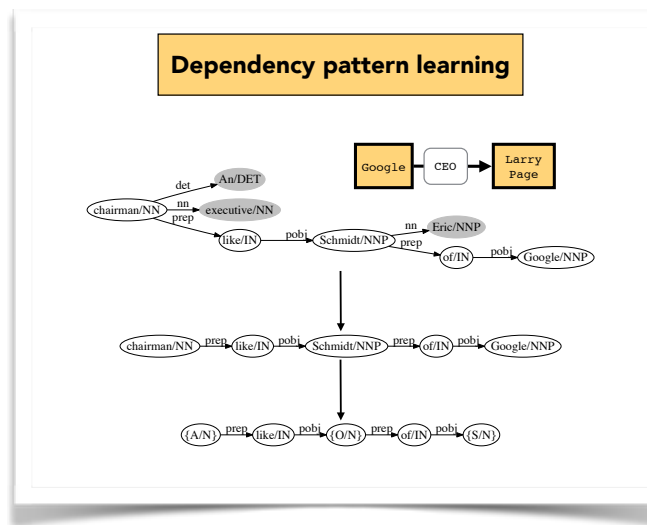 Dependency pattern learning
Google CEO Larry
Page
det An/DET
chairman/NN nn executive/NN
prep like/IN pobj Schmidt/NNP nn Eric/NNP
prep of/IN pobj Google/NNP
chairman/NN prep like/IN pobj Schmidt/NNP prep of/IN pobj Google/NNP
{A/N} prep like/IN pobj {O/N} prep of/IN pobj {S/N}